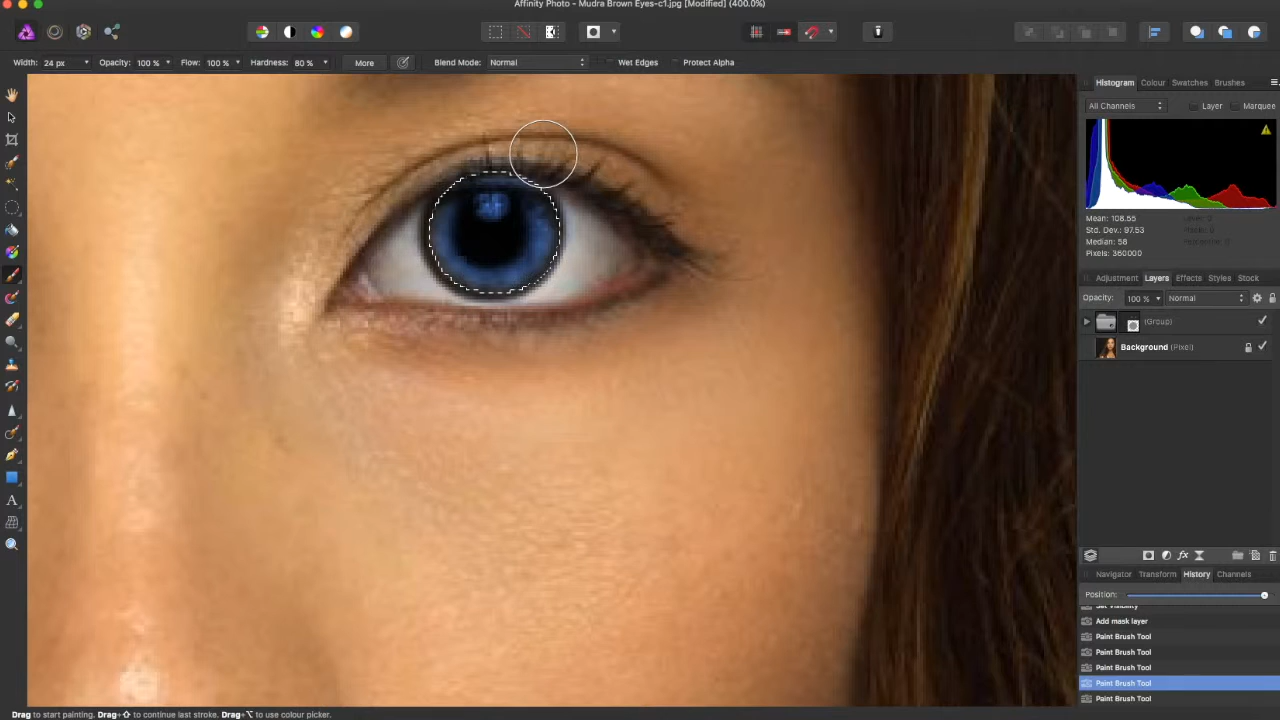 Affinity Photo - Mudra Brown Eyes-c1.jpg [Modified] (400.0%)
Width: 24 px Opacity: 100 % Flow: 100 % Hardness: 80 % More Blend Mode: Normal Wet Edges Protect Alpha
Histogram Colour Swatches Brushes
All Channels Layer Marquee
Mean: 108.55
Std. Dev.: 97.53
Median: 58
Pixels: 360000
Adjustment Layers Effects Styles Stock
Opacity: 100 % Normal
(Group)
Background (Pixel)
A
Navigator Transform History Channels
Position:
Set Visibility
Add mask layer
Paint Brush Tool
Paint Brush Tool
Paint Brush Tool
Paint Brush Tool
Paint Brush Tool
Drag to start painting. Drag+⇧ to continue last stroke. Drag+⌥ to use colour picker.